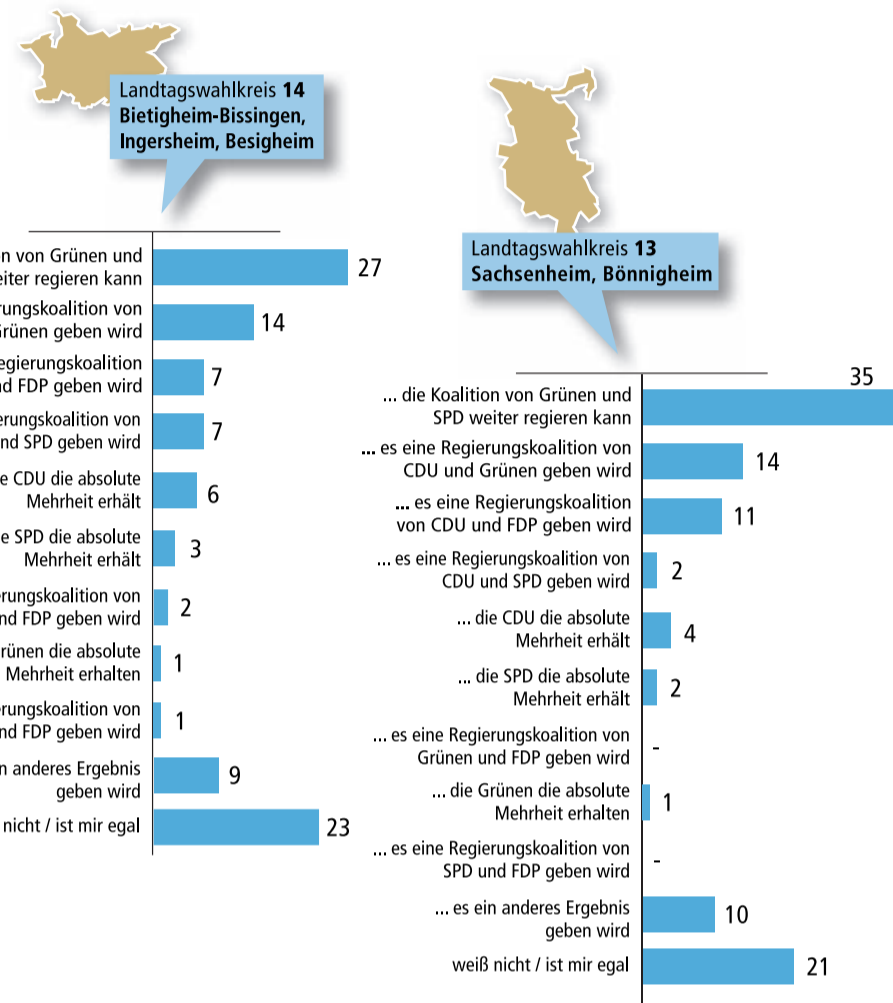 Landtagswahlkreis 14
Bietigheim-Bissingen,
Ingersheim, Besigheim
on von Grünen und
eiter regieren kann
27
rungskoalition von
Grünen geben wird
14
egierungskoalition
nd FDP geben wird
7
erungskoalition von
nd SPD geben wird
7
e CDU die absolute
Mehrheit erhält
6
e SPD die absolute
Mehrheit erhält
3
erungskoalition von
nd FDP geben wird
2
rünen die absolute
Mehrheit erhalten
1
erungskoalition von
nd FDP geben wird
1
n anderes Ergebnis
geben wird
9
nicht / ist mir egal
23
Landtagswahlkreis 13
Sachsenheim, Bönnigheim
... die Koalition von Grünen und
SPD weiter regieren kann
35
... es eine Regierungskoalition von
CDU und Grünen geben wird
14
... es eine Regierungskoalition
von CDU und FDP geben wird
11
... es eine Regierungskoalition von
CDU und SPD geben wird
2
... die CDU die absolute
Mehrheit erhält
4
... die SPD die absolute
Mehrheit erhält
2
... es eine Regierungskoalition von
Grünen und FDP geben wird
-
... die Grünen die absolute
Mehrheit erhalten
1
... es eine Regierungskoalition von
SPD und FDP geben wird
-
... es ein anderes Ergebnis
geben wird
10
weiß nicht / ist mir egal
21